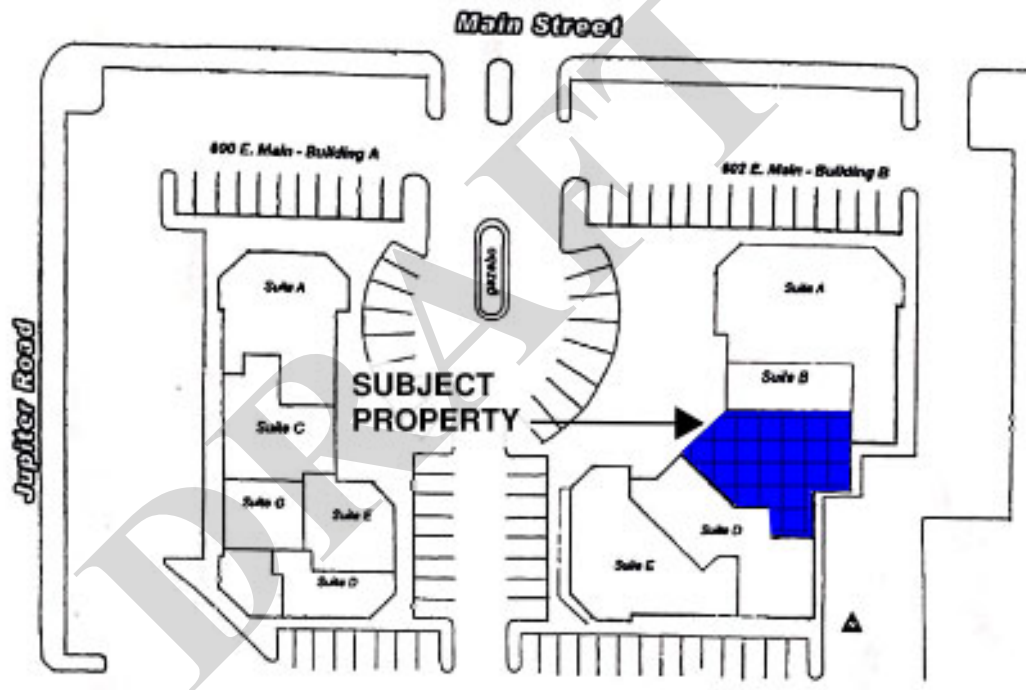 Main Street
600 E. Main - Building A
602 E. Main - Building B
gazebo
Suite A
Suite A
Jupiter Road
SUBJECT
PROPERTY
Suite B
Suite C
Suite G
Suite E
Suite D
Suite E
Suite D
DRAFT